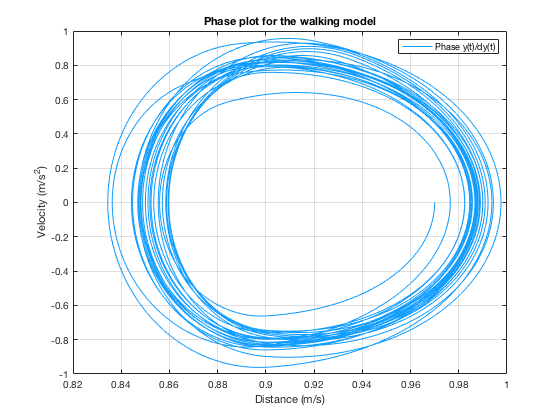 Phase plot for the walking model
Phase y(t)/dy(t)
1
0.8
0.6
0.4
0.2
0
-0.2
-0.4
-0.6
-0.8
-1
Velocity (m/s²)
0.82 0.84 0.86 0.88 0.9 0.92 0.94 0.96 0.98 1
Distance (m/s)